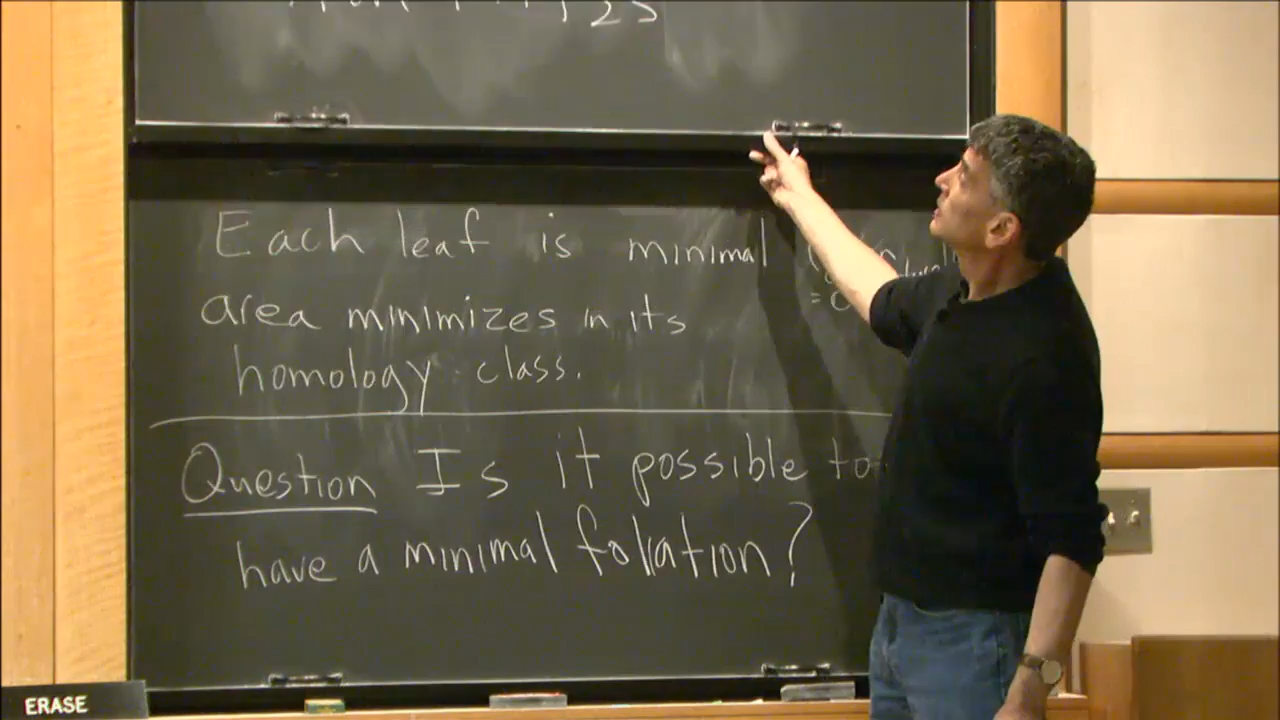 Each leaf is minimal
area minimizes in its
homology class.
Question Is it possible to
have a minimal foliation?
ERASE